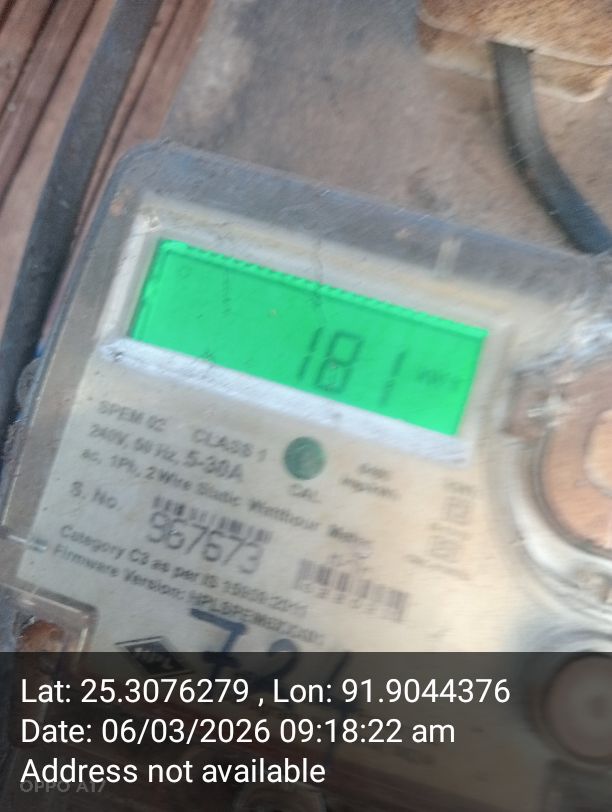 181
SPEM 02 CLASS 1
240V, 50 Hz, 5-30A
CAL
ac, 1Ph, 2 Wire Static Watthour Meter
S. No.
967673
Category C3 as per IS 15959:2011
Firmware Version:
Lat: 25.3076279 , Lon: 91.9044376
Date: 06/03/2026 09:18:22 am
Address not available
OPPO A17